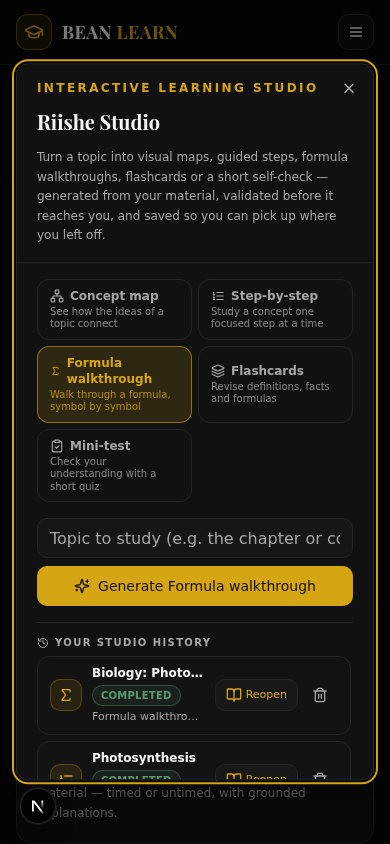 BEAN LEARN
INTERACTIVE LEARNING STUDIO
Riishe Studio
Turn a topic into visual maps, guided steps, formula
walkthroughs, flashcards or a short self-check —
generated from your material, validated before it
reaches you, and saved so you can pick up where
you left off.
Concept map
See how the ideas of a
topic connect
Step-by-step
Study a concept one
focused step at a time
Σ Formula
walkthrough
Walk through a formula,
symbol by symbol
Flashcards
Revise definitions, facts
and formulas
Mini-test
Check your
understanding with a
short quiz
Topic to study (e.g. the chapter or co
Generate Formula walkthrough
YOUR STUDIO HISTORY
Σ
Biology: Photo…
COMPLETED
Formula walkthro…
Reopen
Photosynthesis
COMPLETED
Reopen
material — timed or untimed, with grounded
N
planations.